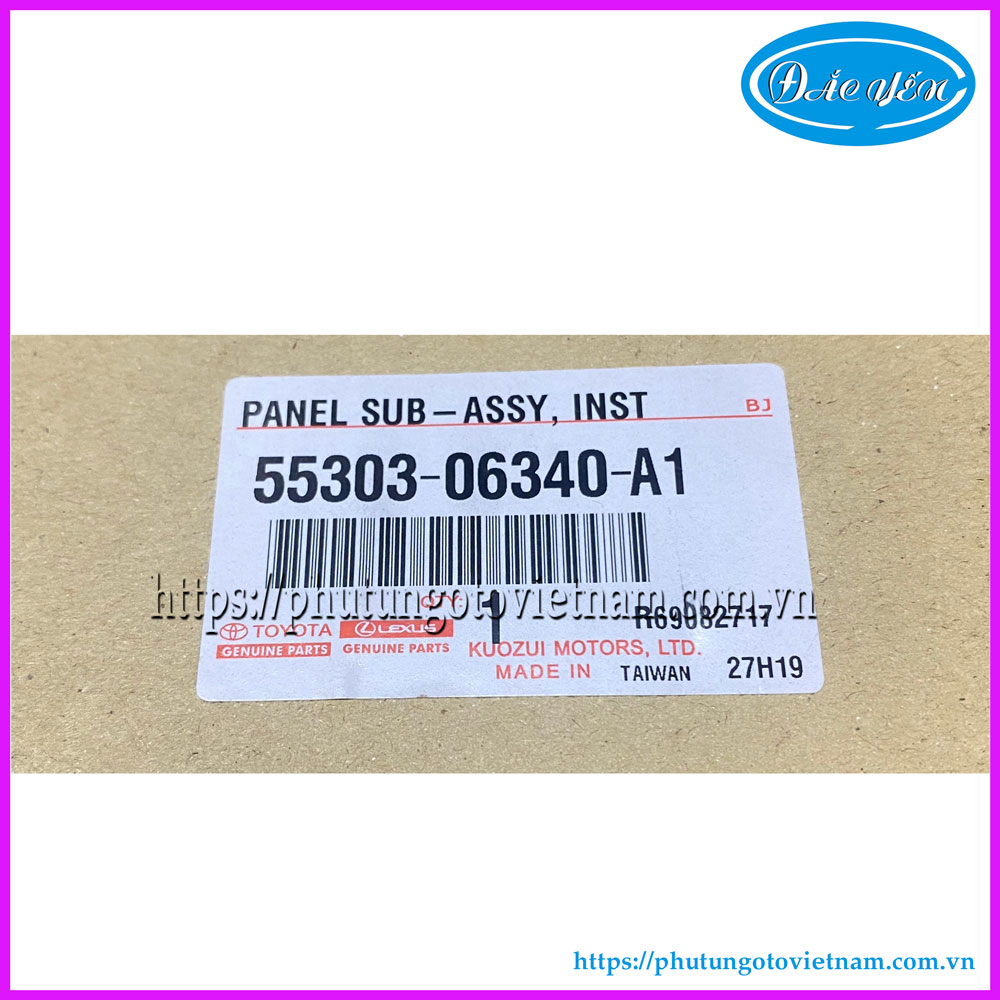 ĐẮC YẾN
PANEL SUB-ASSY, INST BJ
55303-06340-A1
https://phutungotovietnam.com.vn
QTY. 1 R69082717
TOYOTA LEXUS
GENUINE PARTS GENUINE PARTS KUOZUI MOTORS, LTD.
MADE IN TAIWAN 27H19
https://phutungotovietnam.com.vn